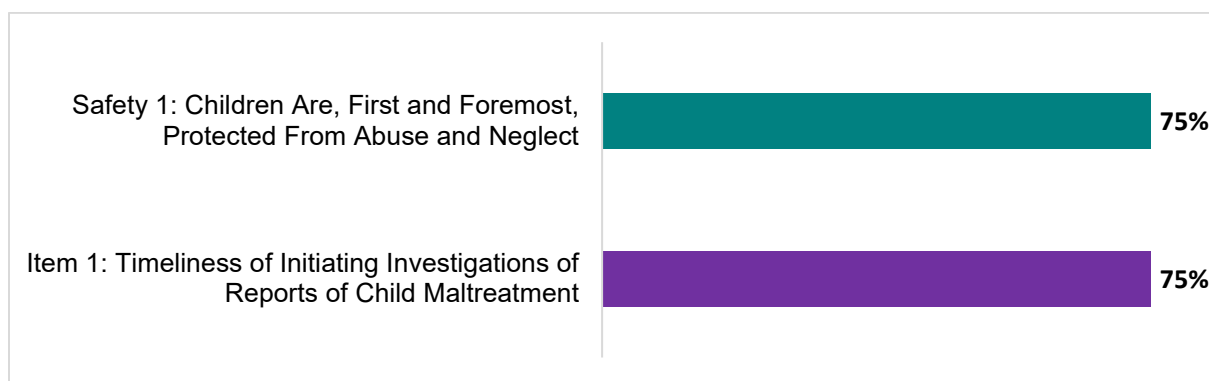 Safety 1: Children Are, First and Foremost,
Protected From Abuse and Neglect
75%
Item 1: Timeliness of Initiating Investigations of
Reports of Child Maltreatment
75%